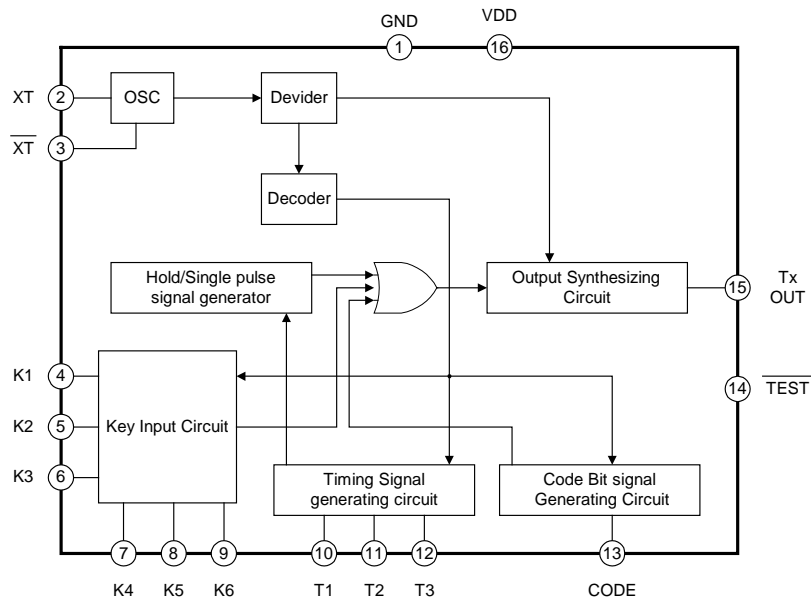 GND
VDD
1
16
XT
2
OSC
Devider
XT
3
Decoder
Hold/Single pulse
signal generator
Output Synthesizing
Circuit
15
Tx
OUT
K1
4
14
TEST
K2
5
Key Input Circuit
K3
6
Timing Signal
generating circuit
Code Bit signal
Generating Circuit
7
8
9
10
11
12
13
K4
K5
K6
T1
T2
T3
CODE